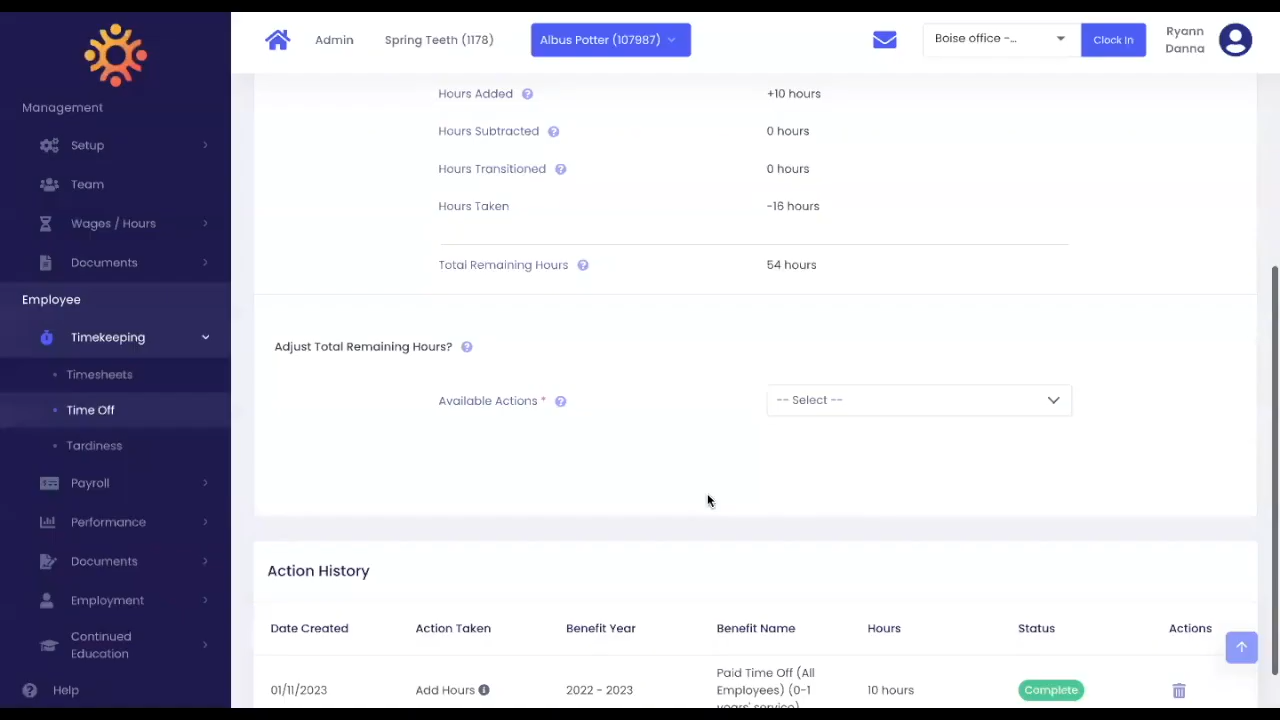 Admin
Spring Teeth (1178)
Albus Potter (107987)
Boise office -...
Clock In
Ryann
Danna
Management
Setup
Team
Wages / Hours
Documents
Employee
Timekeeping
Timesheets
Time Off
Tardiness
Payroll
Performance
Documents
Employment
Continued
Education
Help
Hours Added ? +10 hours
Hours Subtracted ? 0 hours
Hours Transitioned ? 0 hours
Hours Taken -16 hours
Total Remaining Hours ? 54 hours
Adjust Total Remaining Hours? ?
Available Actions * ? -- Select --
Action History
Date Created Action Taken Benefit Year Benefit Name Hours Status Actions
01/11/2023 Add Hours 2022 - 2023 Paid Time Off (All
Employees) (0-1
years' service) 10 hours Complete